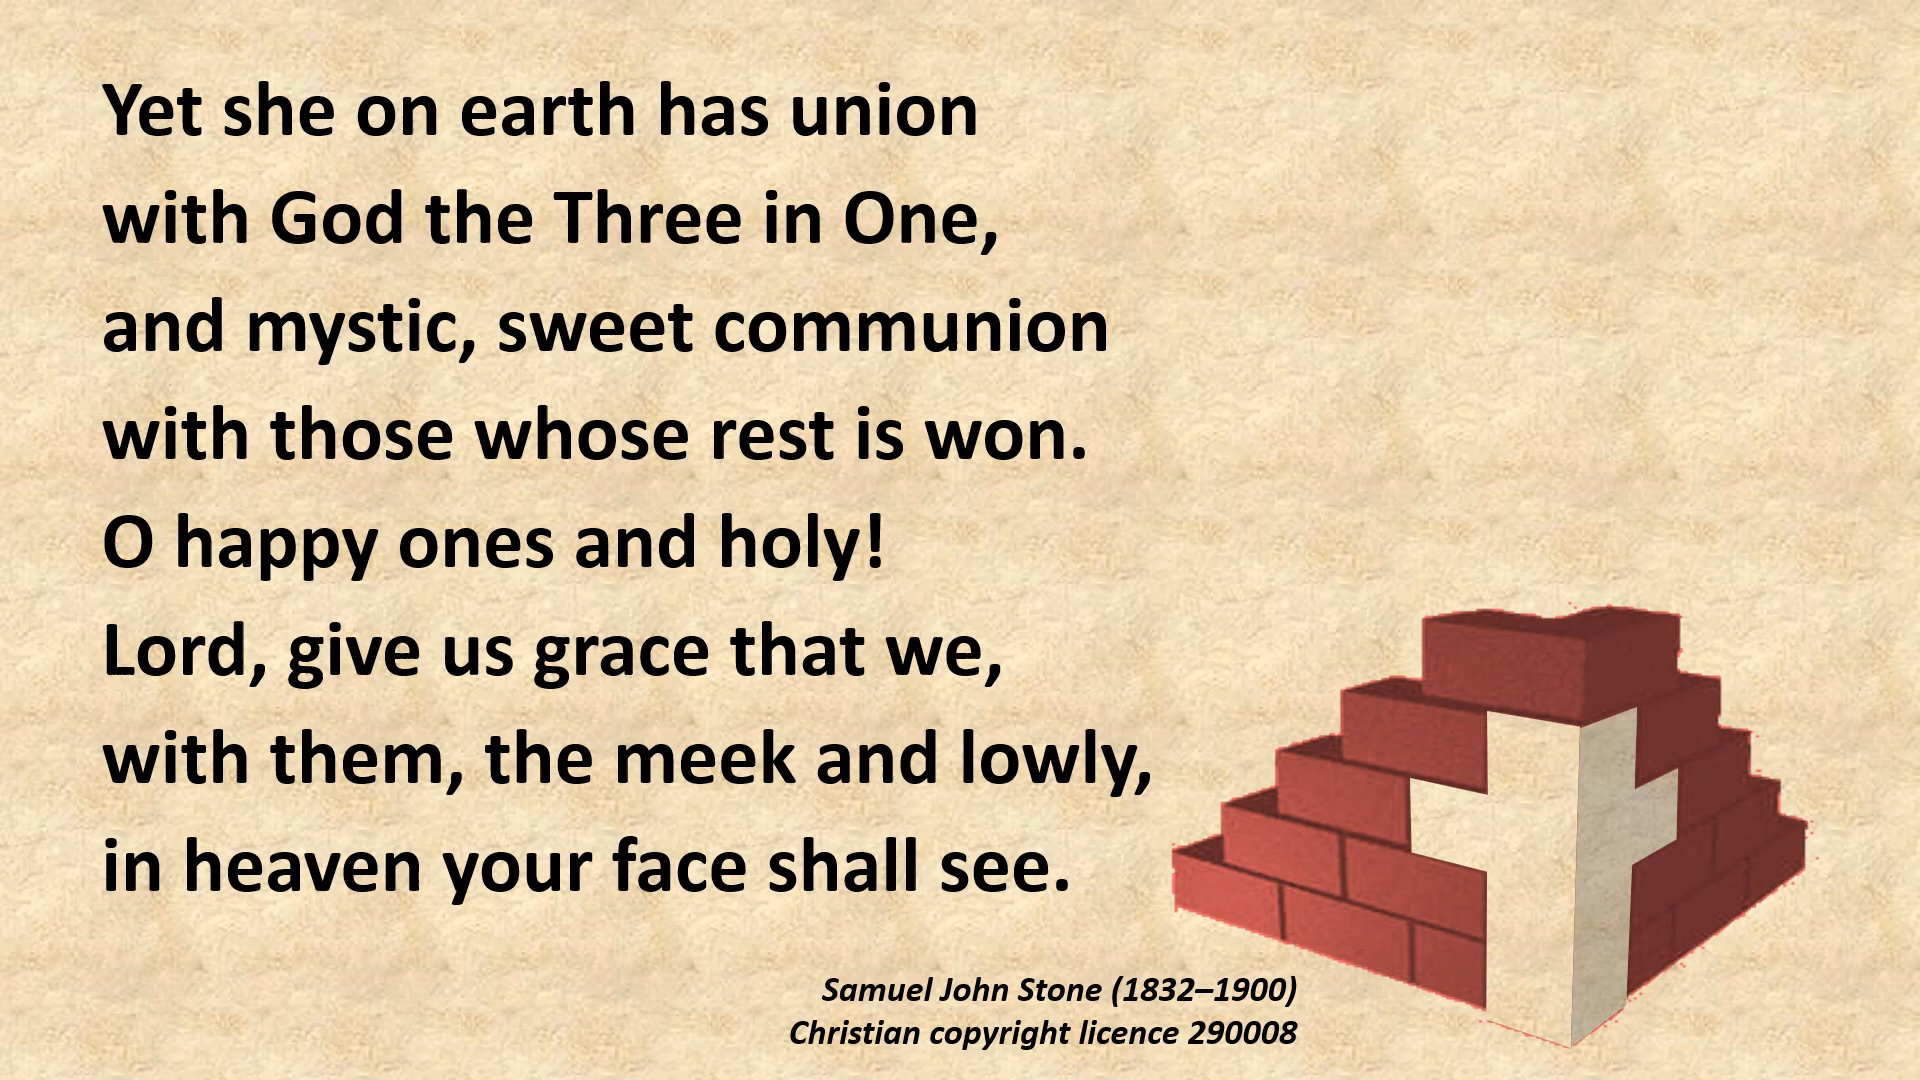 Yet she on earth has union
with God the Three in One,
and mystic, sweet communion
with those whose rest is won.
O happy ones and holy!
Lord, give us grace that we,
with them, the meek and lowly,
in heaven your face shall see.
Samuel John Stone (1832–1900)
Christian copyright licence 290008